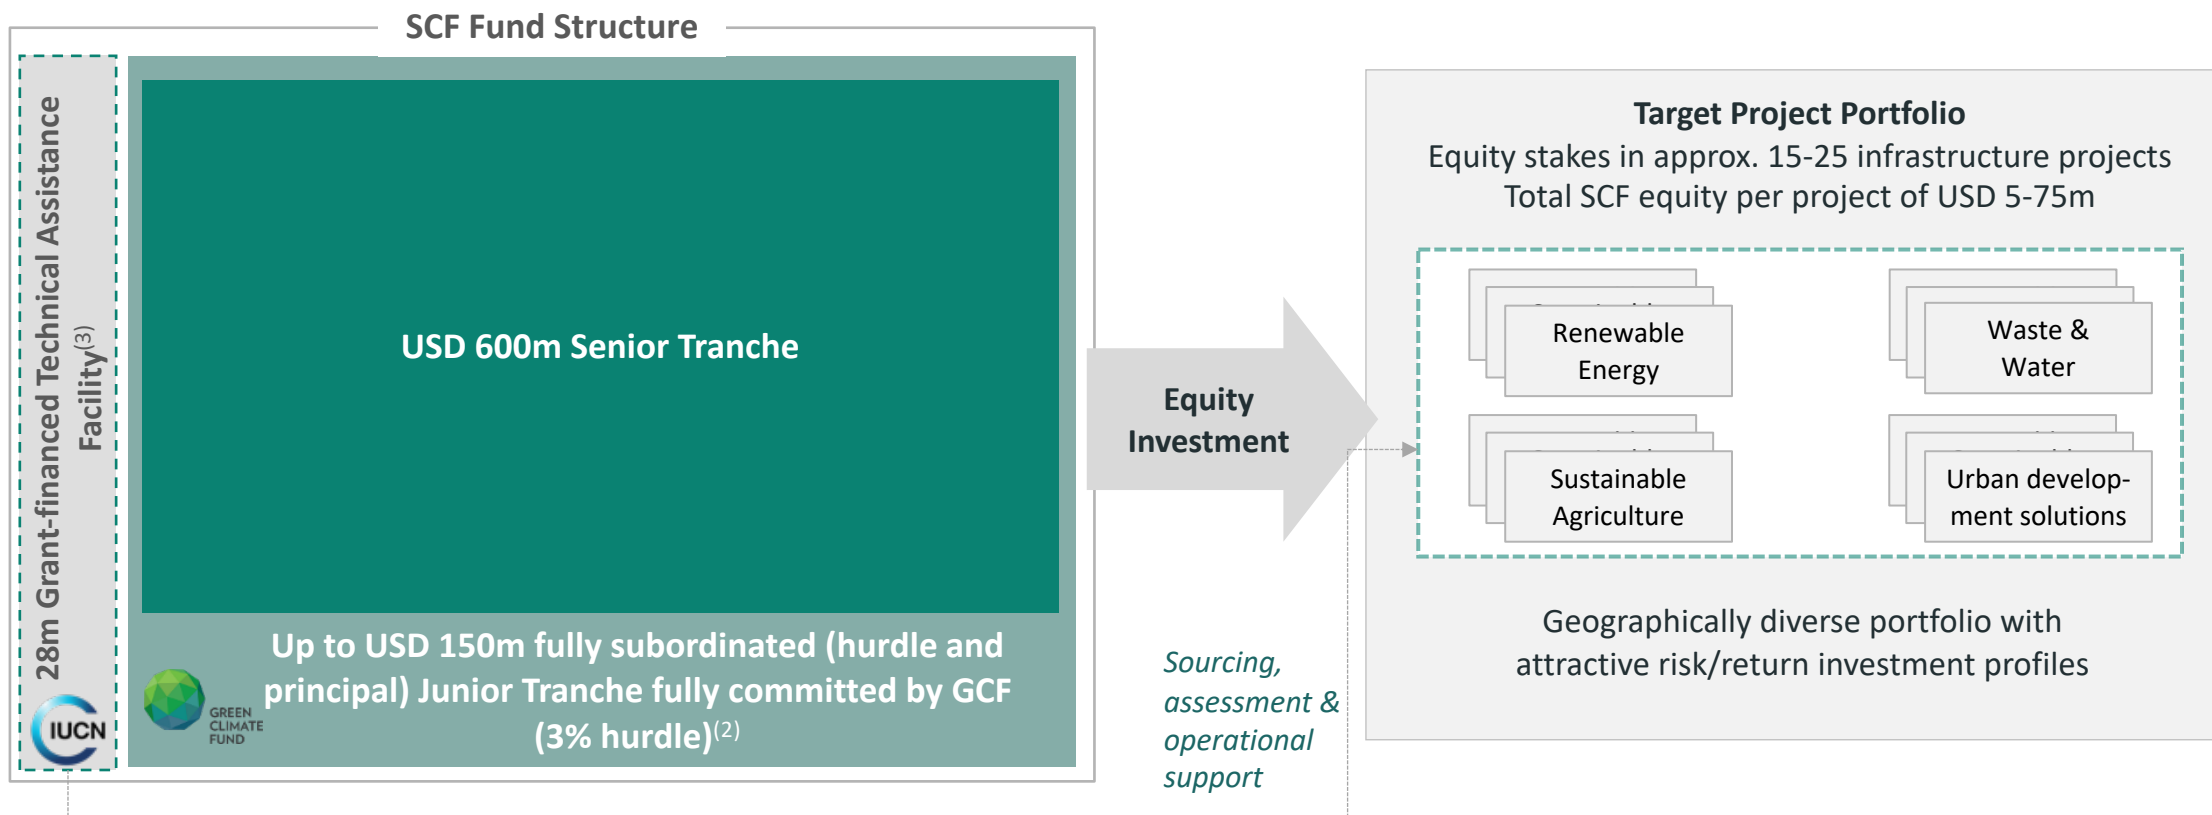 SCF Fund Structure
28m Grant-financed Technical Assistance
Facility(3)
IUCN
USD 600m Senior Tranche
Up to USD 150m fully subordinated (hurdle and
principal) Junior Tranche fully committed by GCF
(3% hurdle)(2)
GREEN
CLIMATE
FUND
Equity
Investment
Sourcing,
assessment &
operational
support
Target Project Portfolio
Equity stakes in approx. 15-25 infrastructure projects
Total SCF equity per project of USD 5-75m
Renewable
Energy
Waste &
Water
Sustainable
Agriculture
Urban develop-
ment solutions
Geographically diverse portfolio with
attractive risk/return investment profiles